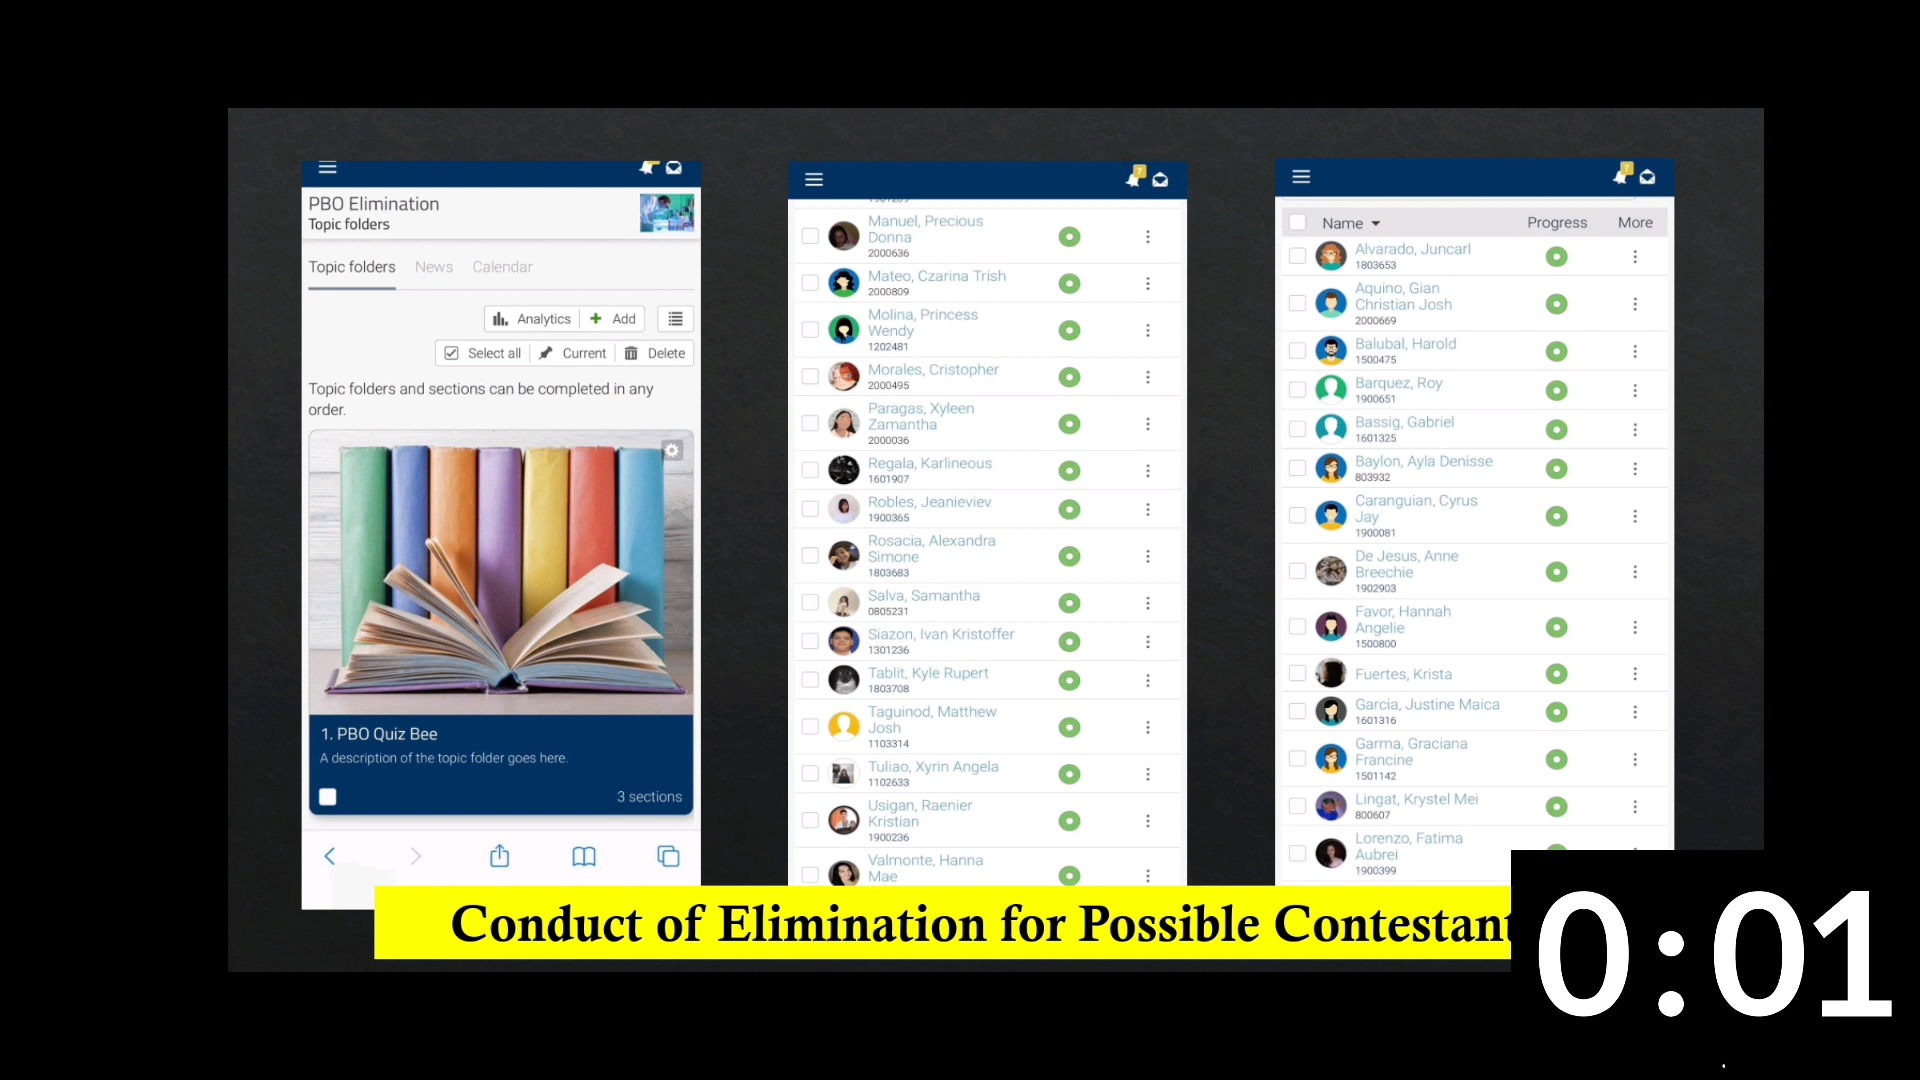 PBO Elimination
Topic folders
Topic folders News Calendar
Analytics Add
Select all Current Delete
Topic folders and sections can be completed in any
order.
1. PBO Quiz Bee
A description of the topic folder goes here.
3 sections
7
Manuel, Precious
Donna
2000636
Mateo, Czarina Trish
2000809
Molina, Princess
Wendy
1202481
Morales, Cristopher
2000495
Paragas, Xyleen
Zamantha
2000036
Regala, Karlineous
1601907
Robles, Jeanieviev
1900365
Rosacia, Alexandra
Simone
1803683
Salva, Samantha
0805231
Siazon, Ivan Kristoffer
1301236
Tablit, Kyle Rupert
1803708
Taguinod, Matthew
Josh
1103314
Tuliao, Xyrin Angela
1102633
Usigan, Raenier
Kristian
1900236
Valmonte, Hanna
Mae
7
Name Progress More
Alvarado, Juncarl
1803653
Aquino, Gian
Christian Josh
2000669
Balubal, Harold
1500475
Barquez, Roy
1900651
Bassig, Gabriel
1601325
Baylon, Ayla Denisse
803932
Caranguian, Cyrus
Jay
1900081
De Jesus, Anne
Breechie
1902903
Favor, Hannah
Angelie
1500800
Fuertes, Krista
Garcia, Justine Maica
1601316
Garma, Graciana
Francine
1501142
Lingat, Krystel Mei
800607
Lorenzo, Fatima
Aubrei
1900399
Conduct of Elimination for Possible Contestant
0:01